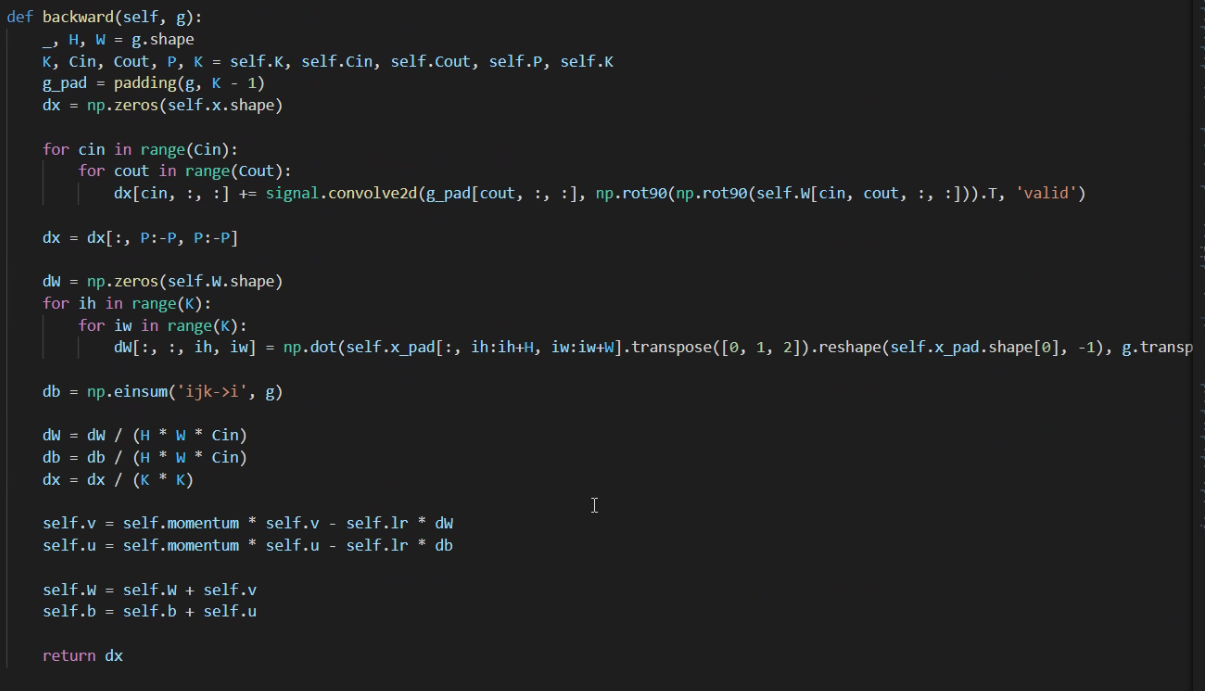 def backward(self, g):
    _, H, W = g.shape
    K, Cin, Cout, P, K = self.K, self.Cin, self.Cout, self.P, self.K
    g_pad = padding(g, K - 1)
    dx = np.zeros(self.x.shape)
    for cin in range(Cin):
        for cout in range(Cout):
            dx[cin, :, :] += signal.convolve2d(g_pad[cout, :, :], np.rot90(np.rot90(self.W[cin, cout, :, :])).T, 'valid')
    dx = dx[:, P:-P, P:-P]
    dW = np.zeros(self.W.shape)
    for ih in range(K):
        for iw in range(K):
            dW[:, :, ih, iw] = np.dot(self.x_pad[:, ih:ih+H, iw:iw+W].transpose([0, 1, 2]).reshape(self.x_pad.shape[0], -1), g.transp
    db = np.einsum('ijk->i', g)
    dW = dW / (H * W * Cin)
    db = db / (H * W * Cin)
    dx = dx / (K * K)
    self.v = self.momentum * self.v - self.lr * dW
    self.u = self.momentum * self.u - self.lr * db
    self.W = self.W + self.v
    self.b = self.b + self.u
    return dx